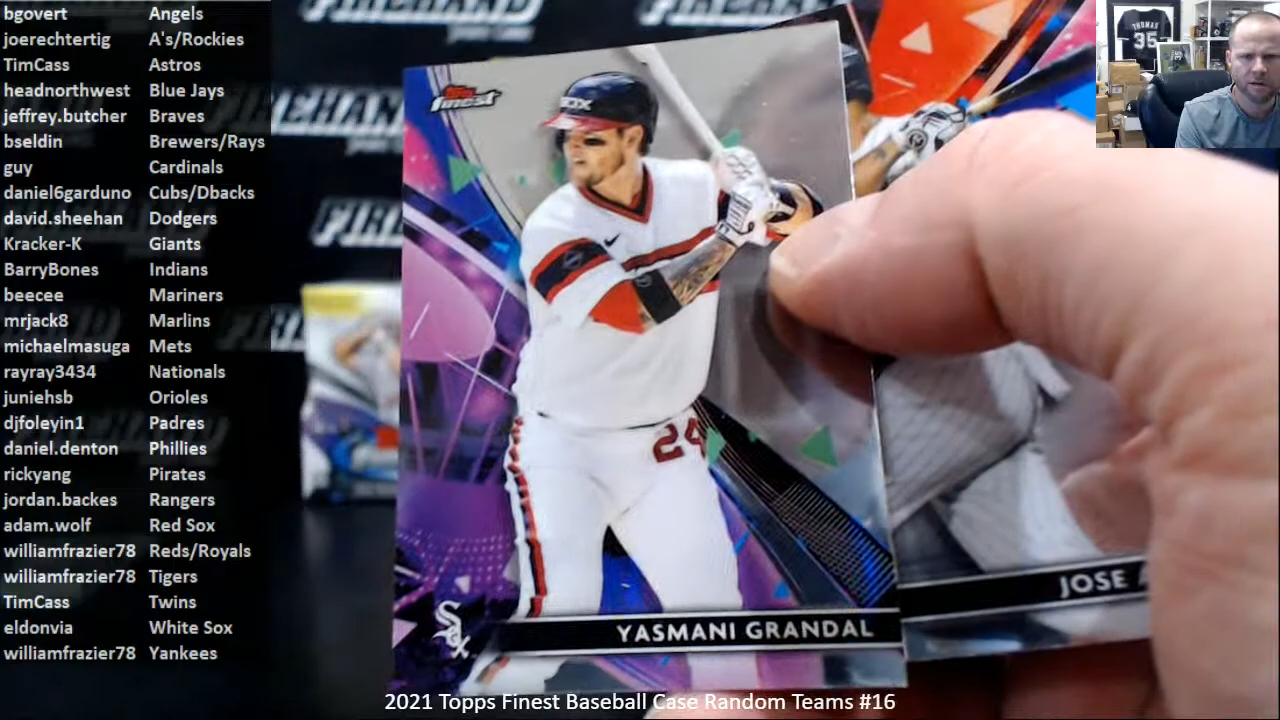 bgovert Angels
joerechtertig A's/Rockies
TimCass Astros
headnorthwest Blue Jays
jeffrey.butcher Braves
bseldin Brewers/Rays
guy Cardinals
daniel6garduno Cubs/Dbacks
david.sheehan Dodgers
Kracker-K Giants
BarryBones Indians
beecee Mariners
mrjack8 Marlins
michaelmasuga Mets
rayray3434 Nationals
juniehsb Orioles
djfoleyin1 Padres
daniel.denton Phillies
rickyang Pirates
jordan.backes Rangers
adam.wolf Red Sox
williamfrazier78 Reds/Royals
williamfrazier78 Tigers
TimCass Twins
eldonvia White Sox
williamfrazier78 Yankees
Topps
finest
SOX
24
Sox
YASMANI GRANDAL
JOSE
THOMAS
35
2021 Topps Finest Baseball Case Random Teams #16